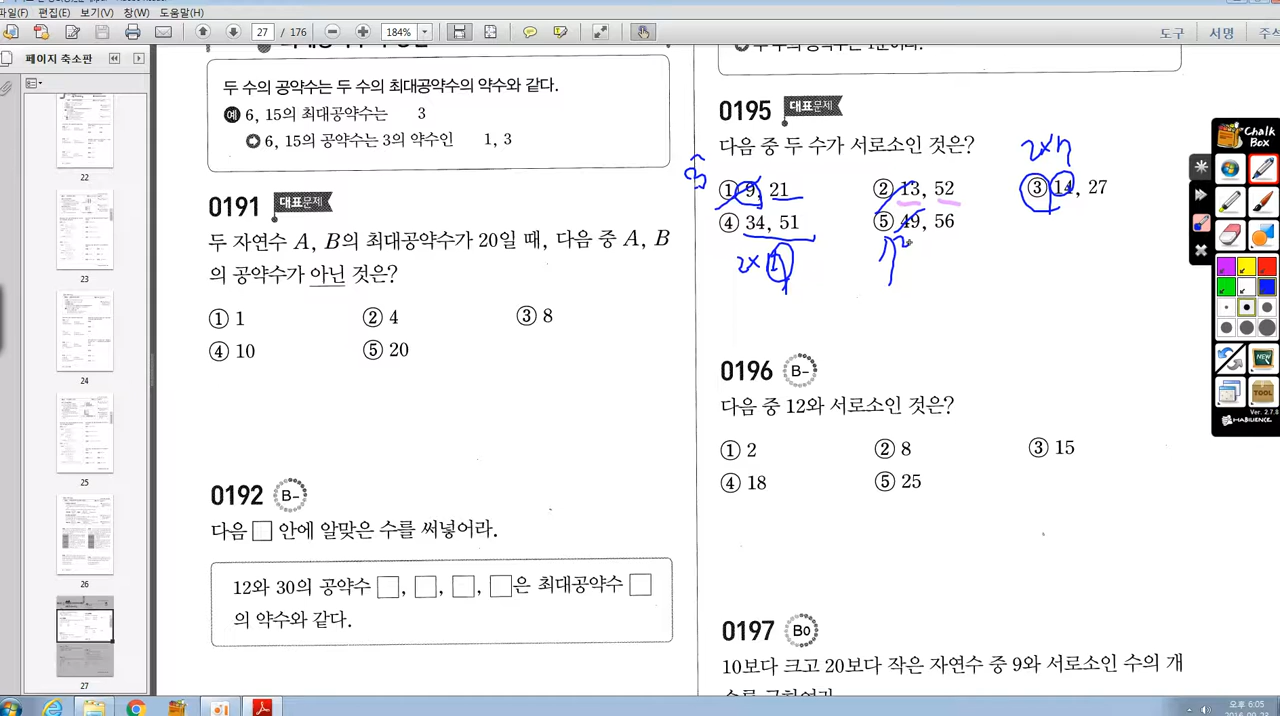 파일(F) 편집(E) 보기(V) 창(W) 도움말(H)
27 / 176 184% 도구 서명 주석
페이지 축소판
22
23
24
25
26
27
두 수의 공약수는 두 수의 최대공약수의 약수와 같다.
예 6, 15의 최대공약수는 3
6, 15의 공약수는 3의 약수인 1, 3
0191 대표문제
두 자연수 A, B의 최대공약수가 20일 때, 다음 중 A, B
의 공약수가 아닌 것은?
① 1 ② 4 ③ 8
④ 10 ⑤ 20
0192 B-
다음 □ 안에 알맞은 수를 써넣어라.
12와 30의 공약수 □, □, □, □은 최대공약수 □
의 약수와 같다.
0195 대표문제
다음 중 두 수가 서로소인 것은?
2×7
① 9, 21 ② 13, 52 ③ 14, 27
④ 34, 51 ⑤ 49, 56
0196 B-
다음 중 12와 서로소인 것은?
① 2 ② 8 ③ 15
④ 18 ⑤ 25
0197 B0
10보다 크고 20보다 작은 자연수 중 9와 서로소인 수의 개
수를 구하여라.
Chalk Box
NEW
TOOL
Ver. 2.7.8
MABILIENCE
오후 6:05